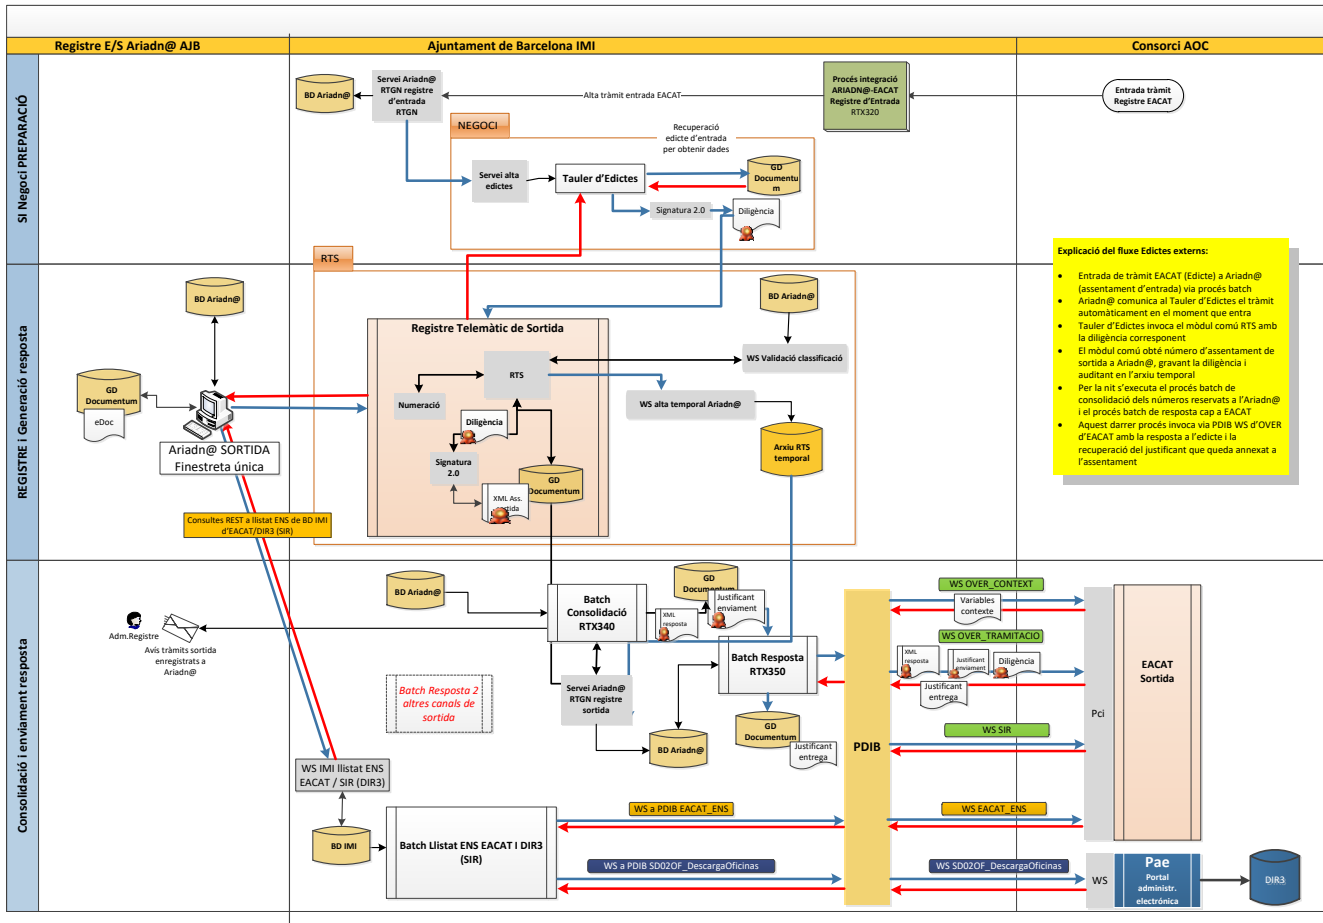 Registre E/S Ariadn@ AJB
Ajuntament de Barcelona IMI
Consorci AOC
SI Negoci PREPARACIÓ
BD Ariadn@
Servei Ariadn@
RTGN registre
d'entrada
RTGN
Alta tràmit entrada EACAT
Procés integració
ARIADN@-EACAT
Registre d'Entrada
RTX320
Entrada tràmit
Registre EACAT
NEGOCI
Recuperació
edicte d'entrada
per obtenir dades
Servei alta
edictes
Tauler d'Edictes
GD
Documentu
m
Signatura 2.0
Diligència
REGISTRE i Generació resposta
RTS
BD Ariadn@
BD Ariadn@
Registre Telemàtic de Sortida
WS Validació classificació
RTS
Numeració
WS alta temporal Ariadn@
GD
Documentum
eDoc
Diligència
Ariadn@ SORTIDA
Finestreta única
Arxiu RTS
temporal
Signatura
2.0
GD
Documentum
XML Ass.
sortida
Consultes REST a llistat ENS de BD IMI
d'EACAT/DIR3 (SIR)
Explicació del fluxe Edictes externs:
• Entrada de tràmit EACAT (Edicte) a Ariadn@
(assentament d'entrada) via procés batch
• Ariadn@ comunica al Tauler d'Edictes el tràmit
automàticament en el moment que entra
• Tauler d'Edictes invoca el mòdul comú RTS amb
la diligència corresponent
• El mòdul comú obté número d'assentament de
sortida a Ariadn@, gravant la diligència i
auditant en l'arxiu temporal
• Per la nit s'executa el procés batch de
consolidació dels números reservats a l'Ariadn@
i el procés batch de resposta cap a EACAT
• Aquest darrer procés invoca via PDIB WS d'OVER
d'EACAT amb la resposta a l'edicte i la
recuperació del justificant que queda annexat a
l'assentament
Consolidació i enviament resposta
BD Ariadn@
Batch
Consolidació
RTX340
XML
resposta
GD
Documentum
Justificant
enviament
Adm.Registre
Avís tràmits sortida
enregistrats a
Ariadn@
Batch Resposta
RTX350
Batch Resposta 2
altres canals de
sortida
Servei Ariadn@
RTGN registre
sortida
BD Ariadn@
GD
Documentum
Justificant
entrega
PDIB
WS OVER_CONTEXT
Variables
contexte
WS OVER_TRAMITACIO
XML
resposta
Justificant
enviament
Diligència
Justificant
entrega
WS SIR
Pci
EACAT
Sortida
WS IMI llistat ENS
EACAT / SIR (DIR3)
BD IMI
Batch Llistat ENS EACAT I DIR3
(SIR)
WS a PDIB EACAT_ENS
WS EACAT_ENS
WS a PDIB SD02OF_DescargaOficinas
WS SD02OF_DescargaOficinas
WS
Pae
Portal
administr.
electrónica
DIR3